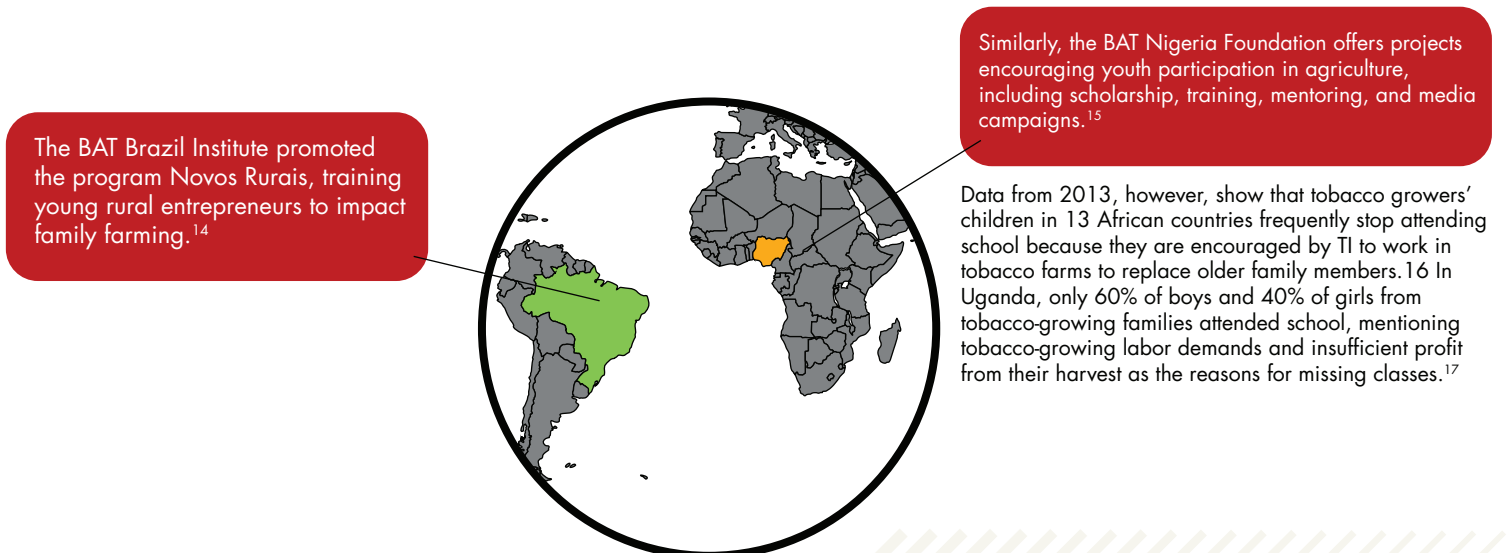 The BAT Brazil Institute promoted
the program Novos Rurais, training
young rural entrepreneurs to impact
family farming.14
Similarly, the BAT Nigeria Foundation offers projects
encouraging youth participation in agriculture,
including scholarship, training, mentoring, and media
campaigns.15
Data from 2013, however, show that tobacco growers’
children in 13 African countries frequently stop attending
school because they are encouraged by TI to work in
tobacco farms to replace older family members.16 In
Uganda, only 60% of boys and 40% of girls from
tobacco-growing families attended school, mentioning
tobacco-growing labor demands and insufficient profit
from their harvest as the reasons for missing classes.17